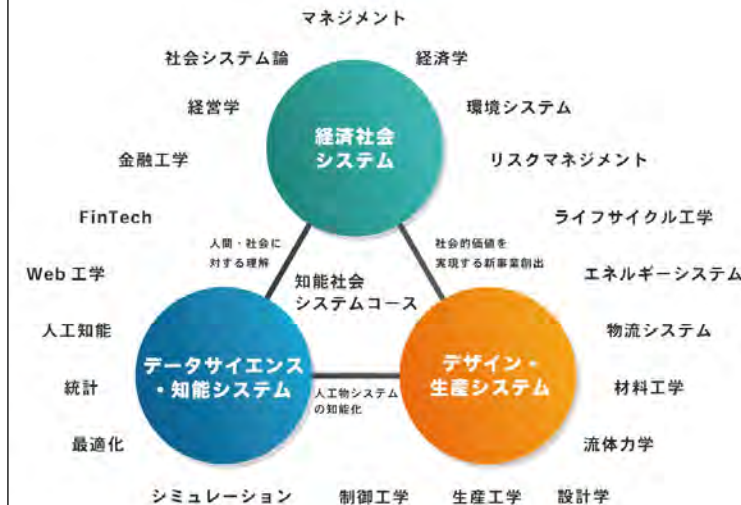 マネジメント
社会システム論
経済学
経営学
環境システム
経済社会
システム
金融工学
リスクマネジメント
FinTech
ライフサイクル工学
人間・社会に
対する理解
社会的価値を
実現する新事業創出
Web 工学
知能社会
システムコース
エネルギーシステム
人工知能
物流システム
データサイエンス
・知能システム
デザイン・
生産システム
統計
人工物システム
の知能化
材料工学
最適化
流体力学
シミュレーション
制御工学
生産工学
設計学